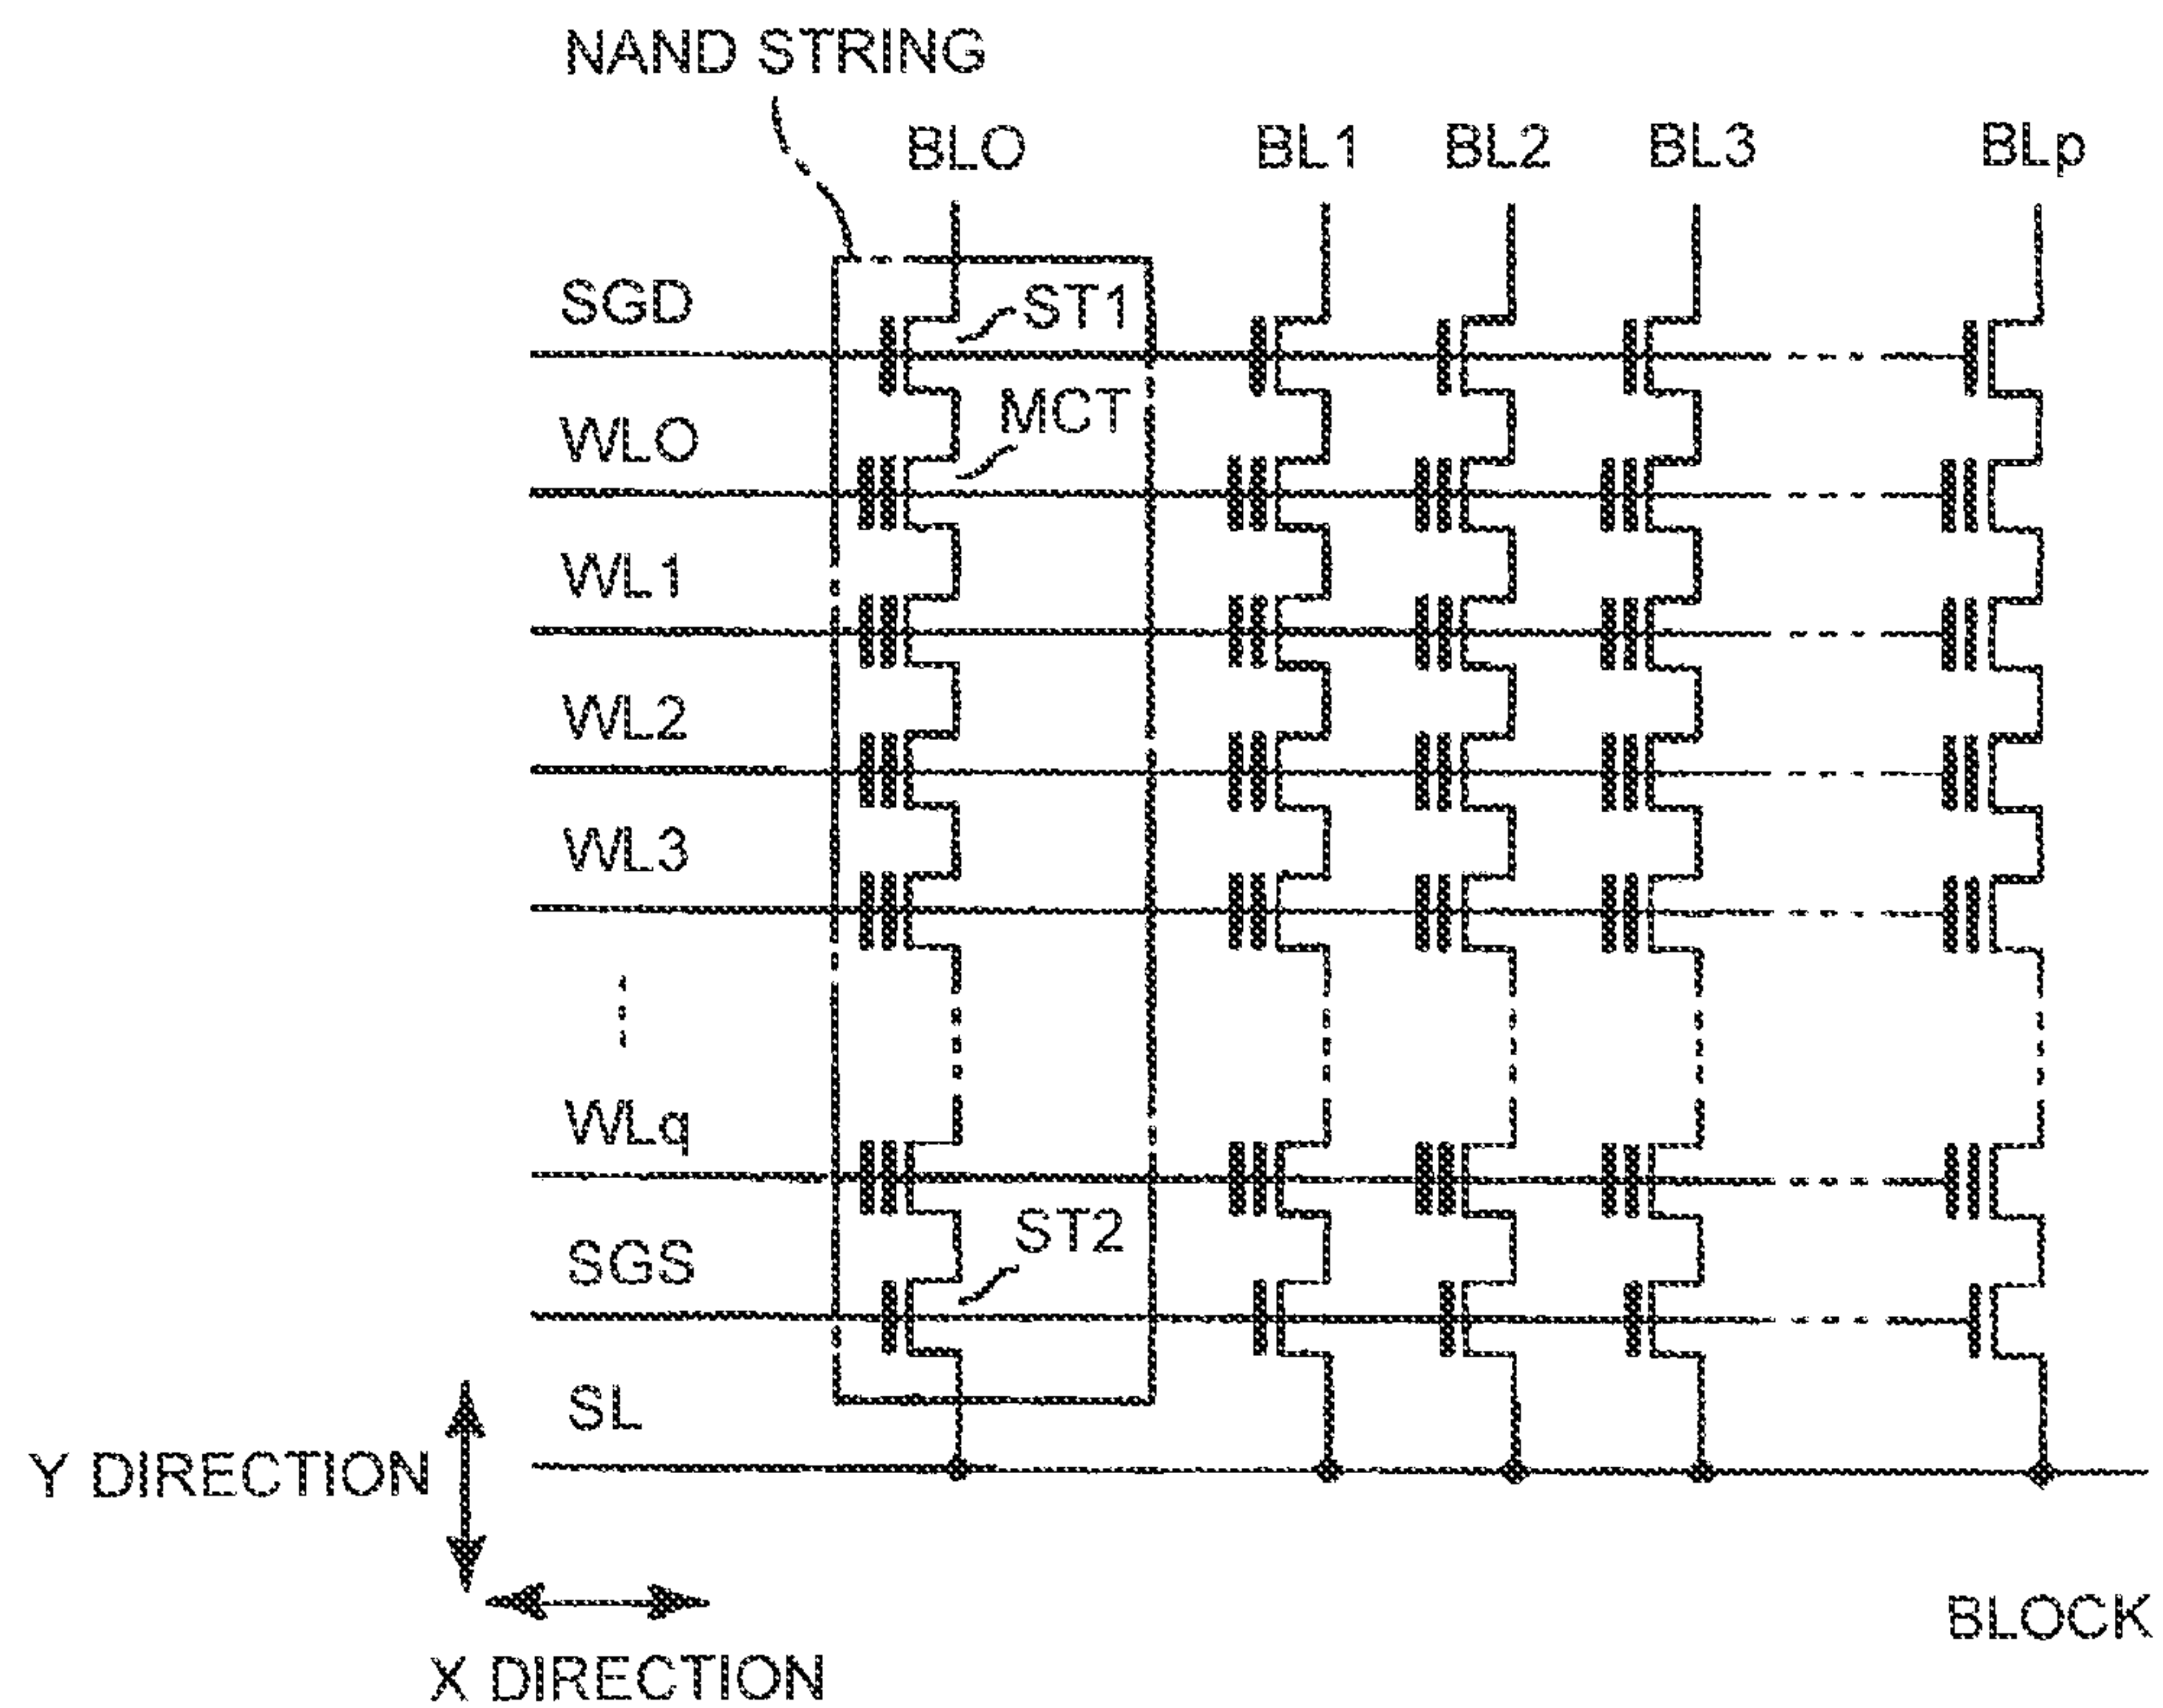 NAND STRING
BLO BL1 BL2 BL3 BLp
SGD
ST1
MCT
WLO
WL1
WL2
WL3
WLq
ST2
SGS
SL
Y DIRECTION
X DIRECTION
BLOCK